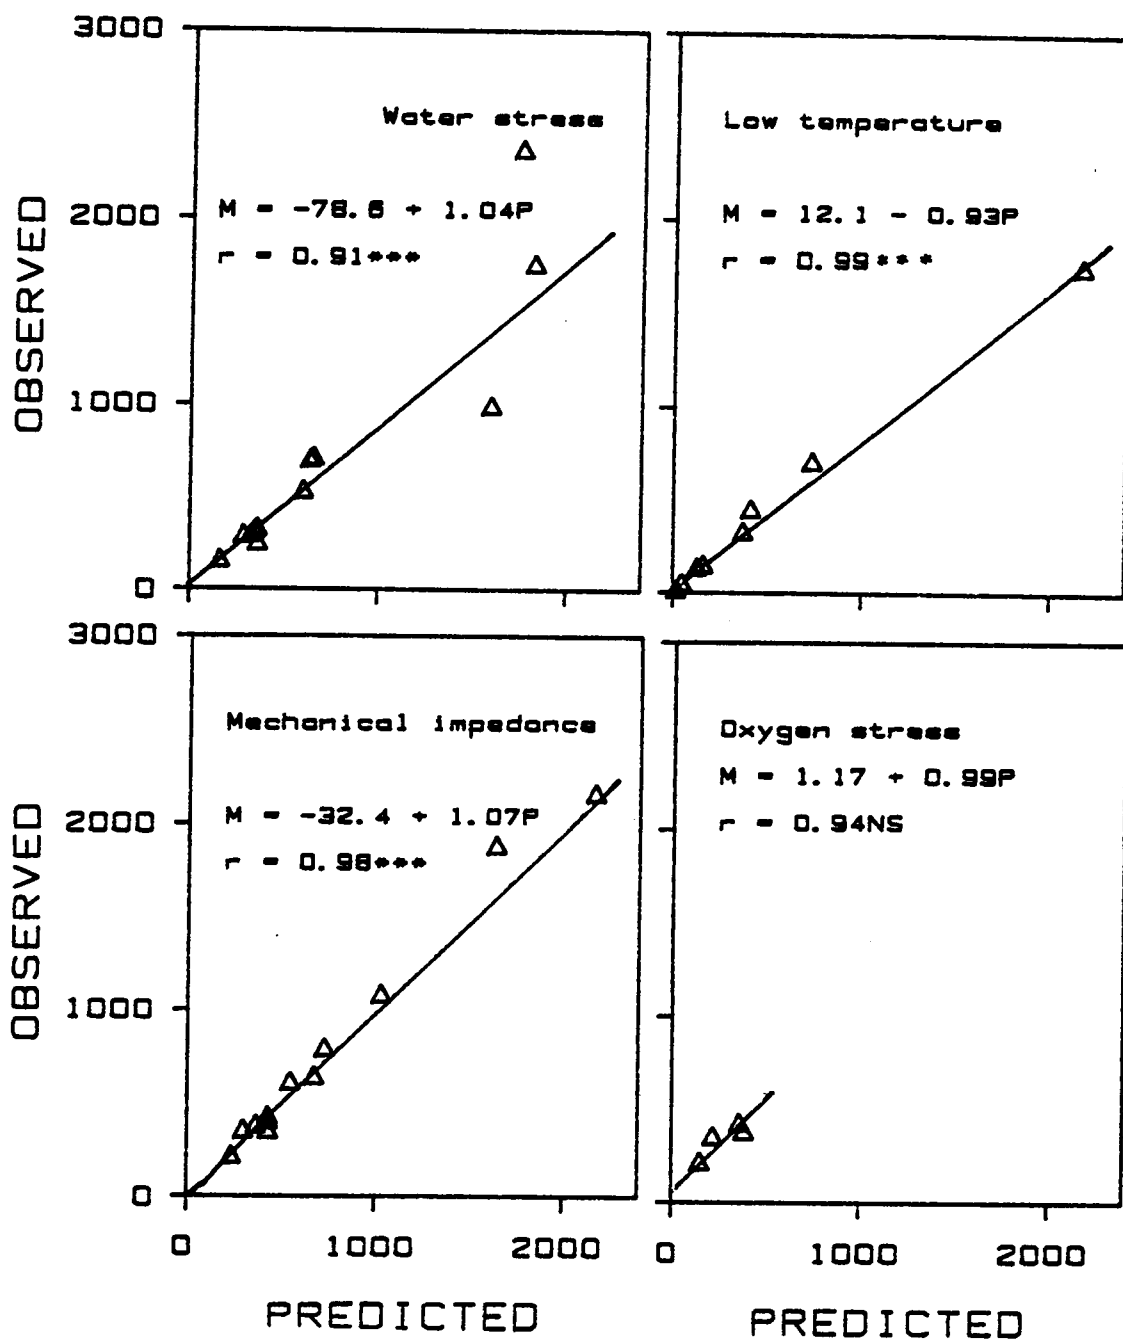 3000
2000
1000
0
OBSERVED
Water stress
M = -78.6 + 1.04P
r = 0.91***
Low temperature
M = 12.1 - 0.93P
r = 0.99***
3000
2000
1000
0
OBSERVED
Mechanical impedance
M = -32.4 + 1.07P
r = 0.98***
Oxygen stress
M = 1.17 + 0.99P
r = 0.94NS
0 1000 2000
0 1000 2000
PREDICTED
PREDICTED